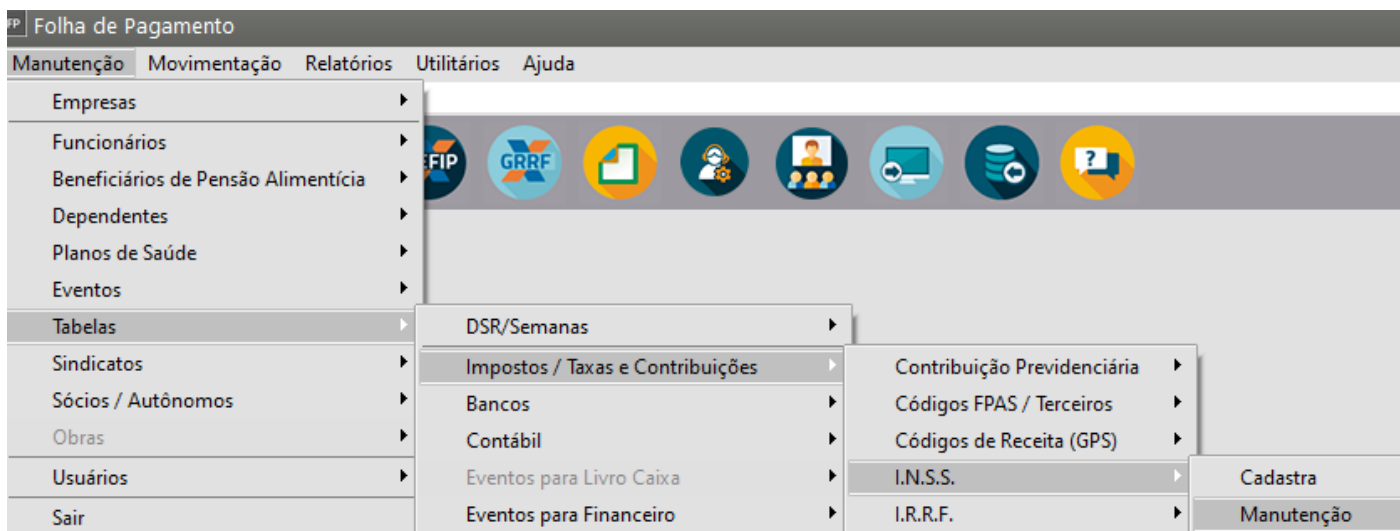 FP Folha de Pagamento
Manutenção Movimentação Relatórios Utilitários Ajuda
Empresas
Funcionários
Beneficiários de Pensão Alimentícia
Dependentes
Planos de Saúde
Eventos
Tabelas
Sindicatos
Sócios / Autônomos
Obras
Usuários
Sair
EFIP GRRF ?
DSR/Semanas
Impostos / Taxas e Contribuições
Bancos
Contábil
Eventos para Livro Caixa
Eventos para Financeiro
Contribuição Previdenciária
Códigos FPAS / Terceiros
Códigos de Receita (GPS)
I.N.S.S.
I.R.R.F.
Cadastra
Manutenção